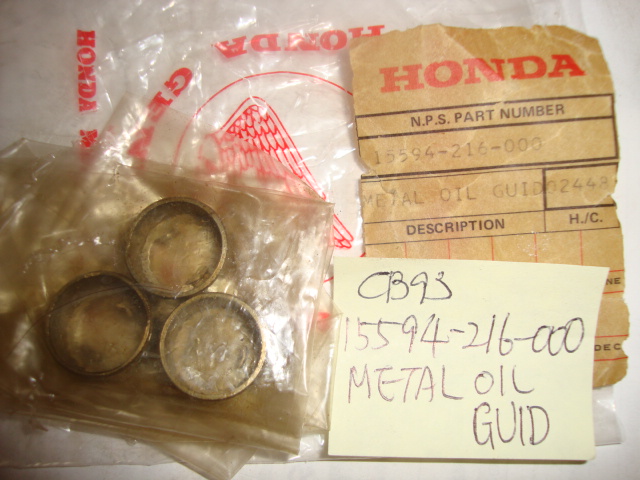 HONDA
HONDA
HONDA
N.P.S. PART NUMBER
15594-216-000
METAL OIL GUID 02448
DESCRIPTION H./C.
DEC
CB93
15594-216-000
METAL OIL
GUID